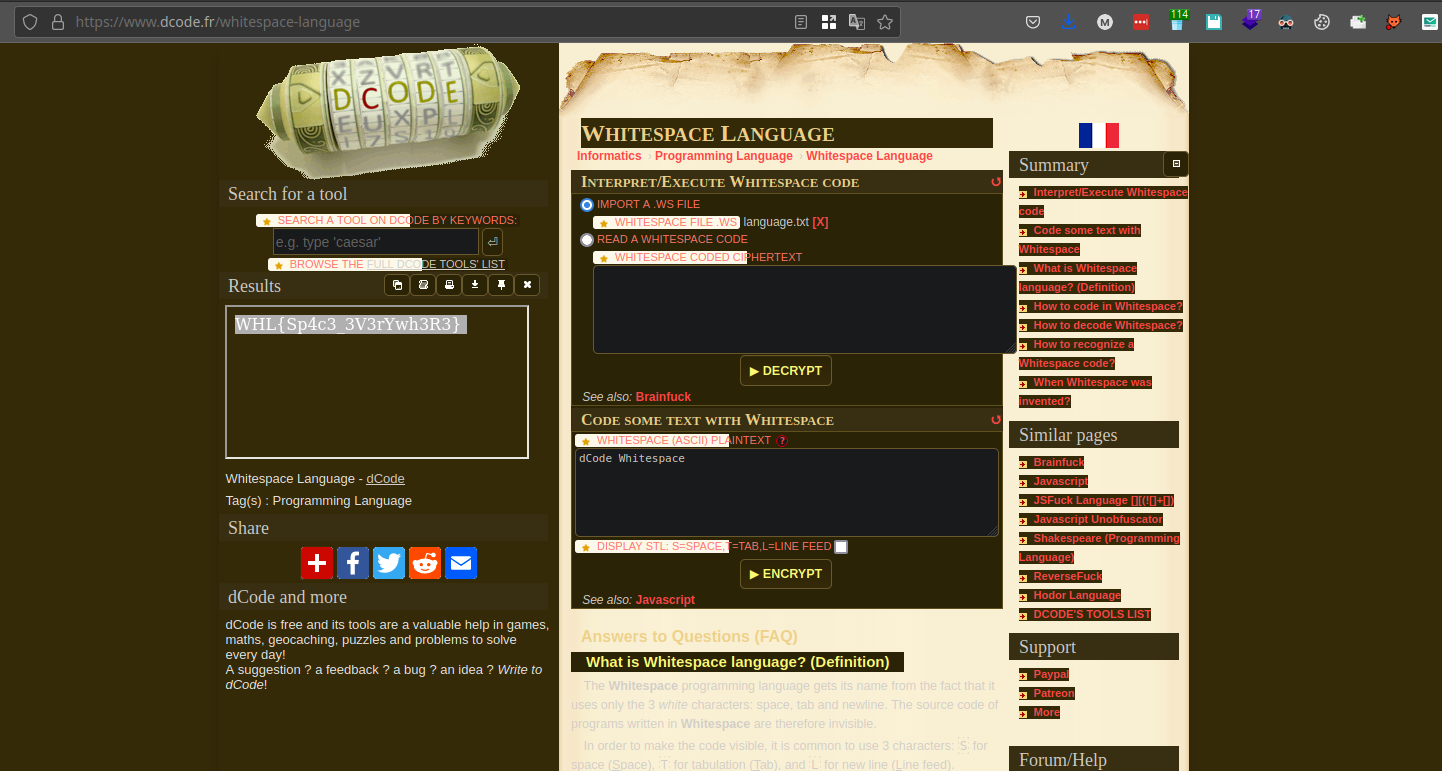 https://www.dcode.fr/whitespace-language
114
17
M
X Z V R T
D C O D E
E U X P L
Search for a tool
SEARCH A TOOL ON DCODE BY KEYWORDS:
e.g. type 'caesar'
BROWSE THE FULL DCODE TOOLS' LIST
Results
WHL{Sp4c3_3V3rYwh3R3}
Whitespace Language - dCode
Tag(s) : Programming Language
Share
dCode and more
dCode is free and its tools are a valuable help in games,
maths, geocaching, puzzles and problems to solve
every day!
A suggestion ? a feedback ? a bug ? an idea ? Write to
dCode!
WHITESPACE LANGUAGE
Informatics › Programming Language › Whitespace Language
INTERPRET/EXECUTE WHITESPACE CODE
IMPORT A .WS FILE
WHITESPACE FILE .WS language.txt [X]
READ A WHITESPACE CODE
WHITESPACE CODED CIPHERTEXT
▶ DECRYPT
See also: Brainfuck
CODE SOME TEXT WITH WHITESPACE
WHITESPACE (ASCII) PLAINTEXT ?
dCode Whitespace
DISPLAY STL: S=SPACE,T=TAB,L=LINE FEED
▶ ENCRYPT
See also: Javascript
Answers to Questions (FAQ)
What is Whitespace language? (Definition)
The Whitespace programming language gets its name from the fact that it
uses only the 3 white characters: space, tab and newline. The source code of
programs written in Whitespace are therefore invisible.
In order to make the code visible, it is common to use 3 characters: S for
space (Space), T for tabulation (Tab), and L for new line (Line feed).
Summary
Interpret/Execute Whitespace
code
Code some text with
Whitespace
What is Whitespace
language? (Definition)
How to code in Whitespace?
How to decode Whitespace?
How to recognize a
Whitespace code?
When Whitespace was
invented?
Similar pages
Brainfuck
Javascript
JSFuck Language [][(![]+[])
Javascript Unobfuscator
Shakespeare (Programming
Language)
ReverseFuck
Hodor Language
DCODE'S TOOLS LIST
Support
Paypal
Patreon
More
Forum/Help